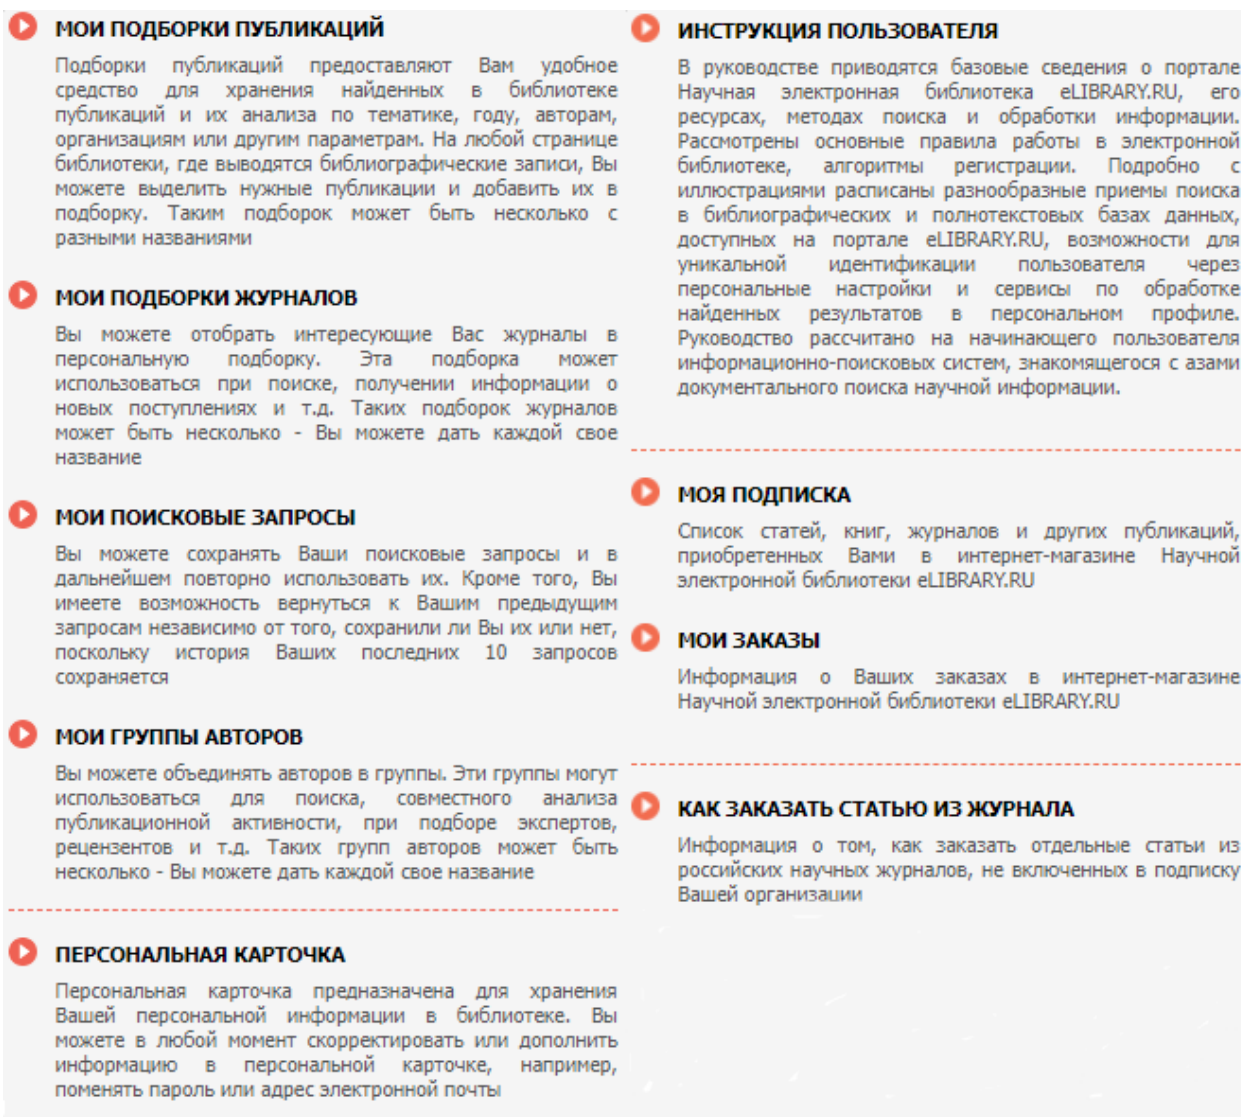 МОИ ПОДБОРКИ ПУБЛИКАЦИЙ
Подборки публикаций предоставляют Вам удобное
средство для хранения найденных в библиотеке
публикаций и их анализа по тематике, году, авторам,
организациям или другим параметрам. На любой странице
библиотеки, где выводятся библиографические записи, Вы
можете выделить нужные публикации и добавить их в
подборку. Таким подборок может быть несколько с
разными названиями
МОИ ПОДБОРКИ ЖУРНАЛОВ
Вы можете отобрать интересующие Вас журналы в
персональную подборку. Эта подборка может
использоваться при поиске, получении информации о
новых поступлениях и т.д. Таких подборок журналов
может быть несколько - Вы можете дать каждой свое
название
МОИ ПОИСКОВЫЕ ЗАПРОСЫ
Вы можете сохранять Ваши поисковые запросы и в
дальнейшем повторно использовать их. Кроме того, Вы
имеете возможность вернуться к Вашим предыдущим
запросам независимо от того, сохранили ли Вы их или нет,
поскольку история Ваших последних 10 запросов
сохраняется
МОИ ГРУППЫ АВТОРОВ
Вы можете объединять авторов в группы. Эти группы могут
использоваться для поиска, совместного анализа
публикационной активности, при подборе экспертов,
рецензентов и т.д. Таких групп авторов может быть
несколько - Вы можете дать каждой свое название
ПЕРСОНАЛЬНАЯ КАРТОЧКА
Персональная карточка предназначена для хранения
Вашей персональной информации в библиотеке. Вы
можете в любой момент скорректировать или дополнить
информацию в персональной карточке, например,
поменять пароль или адрес электронной почты
ИНСТРУКЦИЯ ПОЛЬЗОВАТЕЛЯ
В руководстве приводятся базовые сведения о портале
Научная электронная библиотека eLIBRARY.RU, его
ресурсах, методах поиска и обработки информации.
Рассмотрены основные правила работы в электронной
библиотеке, алгоритмы регистрации. Подробно с
иллюстрациями расписаны разнообразные приемы поиска
в библиографических и полнотекстовых базах данных,
доступных на портале eLIBRARY.RU, возможности для
уникальной идентификации пользователя через
персональные настройки и сервисы по обработке
найденных результатов в персональном профиле.
Руководство рассчитано на начинающего пользователя
информационно-поисковых систем, знакомящегося с азами
документального поиска научной информации.
МОЯ ПОДПИСКА
Список статей, книг, журналов и других публикаций,
приобретенных Вами в интернет-магазине Научной
электронной библиотеки eLIBRARY.RU
МОИ ЗАКАЗЫ
Информация о Ваших заказах в интернет-магазине
Научной электронной библиотеки eLIBRARY.RU
КАК ЗАКАЗАТЬ СТАТЬЮ ИЗ ЖУРНАЛА
Информация о том, как заказать отдельные статьи из
российских научных журналов, не включенных в подписку
Вашей организации